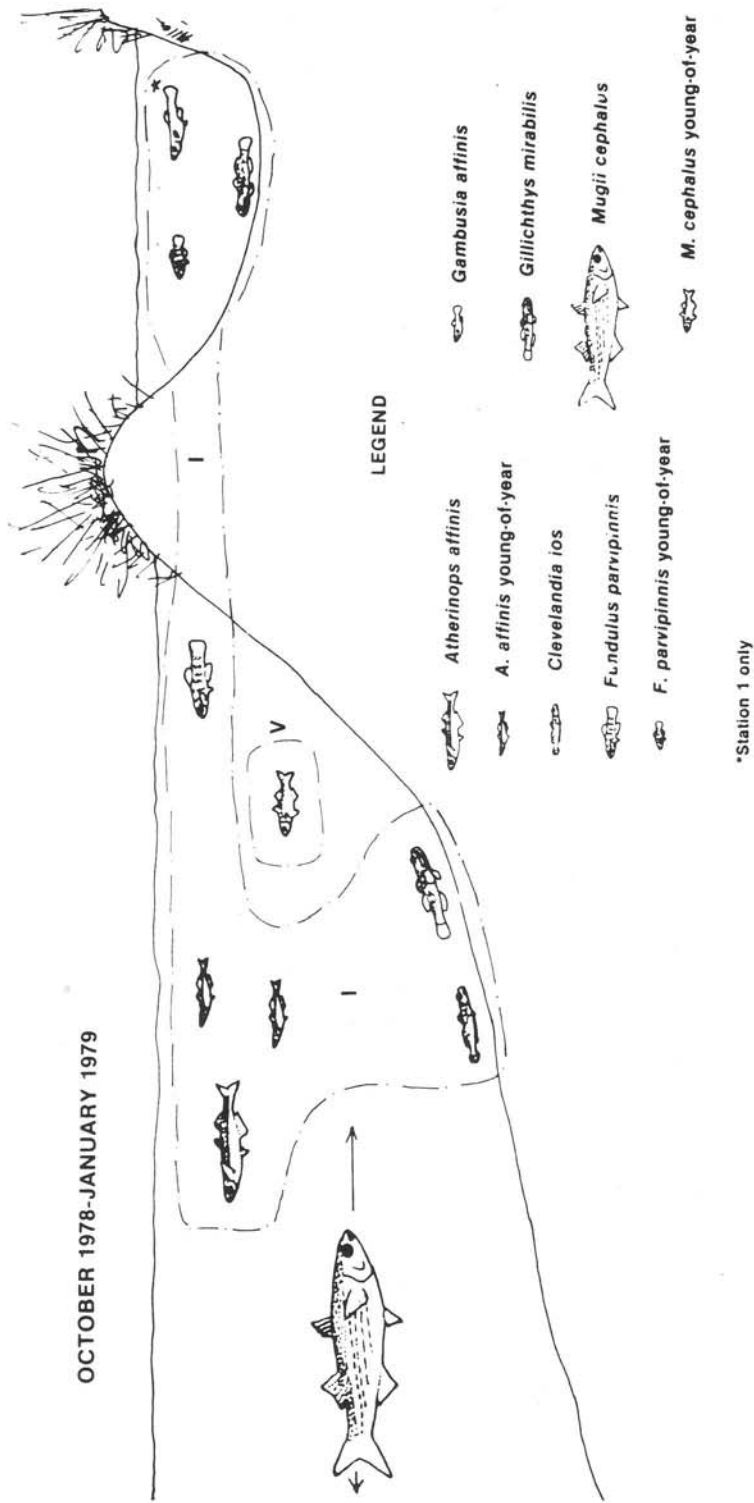 OCTOBER 1978-JANUARY 1979
I
V
I
*
LEGEND
Atherinops affinis
A. affinis young-of-year
Clevelandia ios
Fundulus parvipinnis
F. parvipinnis young-of-year
Gambusia affinis
Gillichthys mirabilis
Mugil cephalus
M. cephalus young-of-year
*Station 1 only